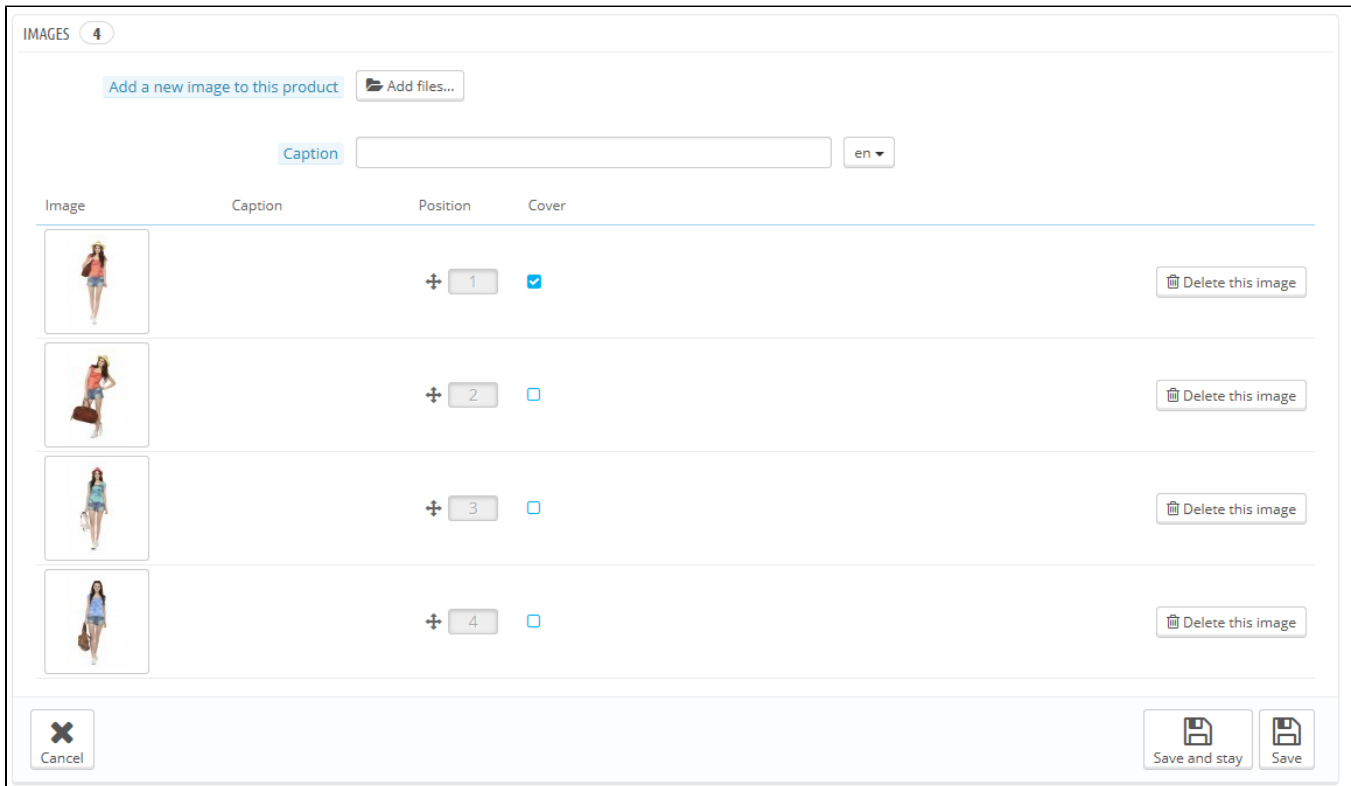 IMAGES 4
Add a new image to this product Add files...
Caption en
Image Caption Position Cover
1 Delete this image
2 Delete this image
3 Delete this image
4 Delete this image
Cancel Save and stay Save